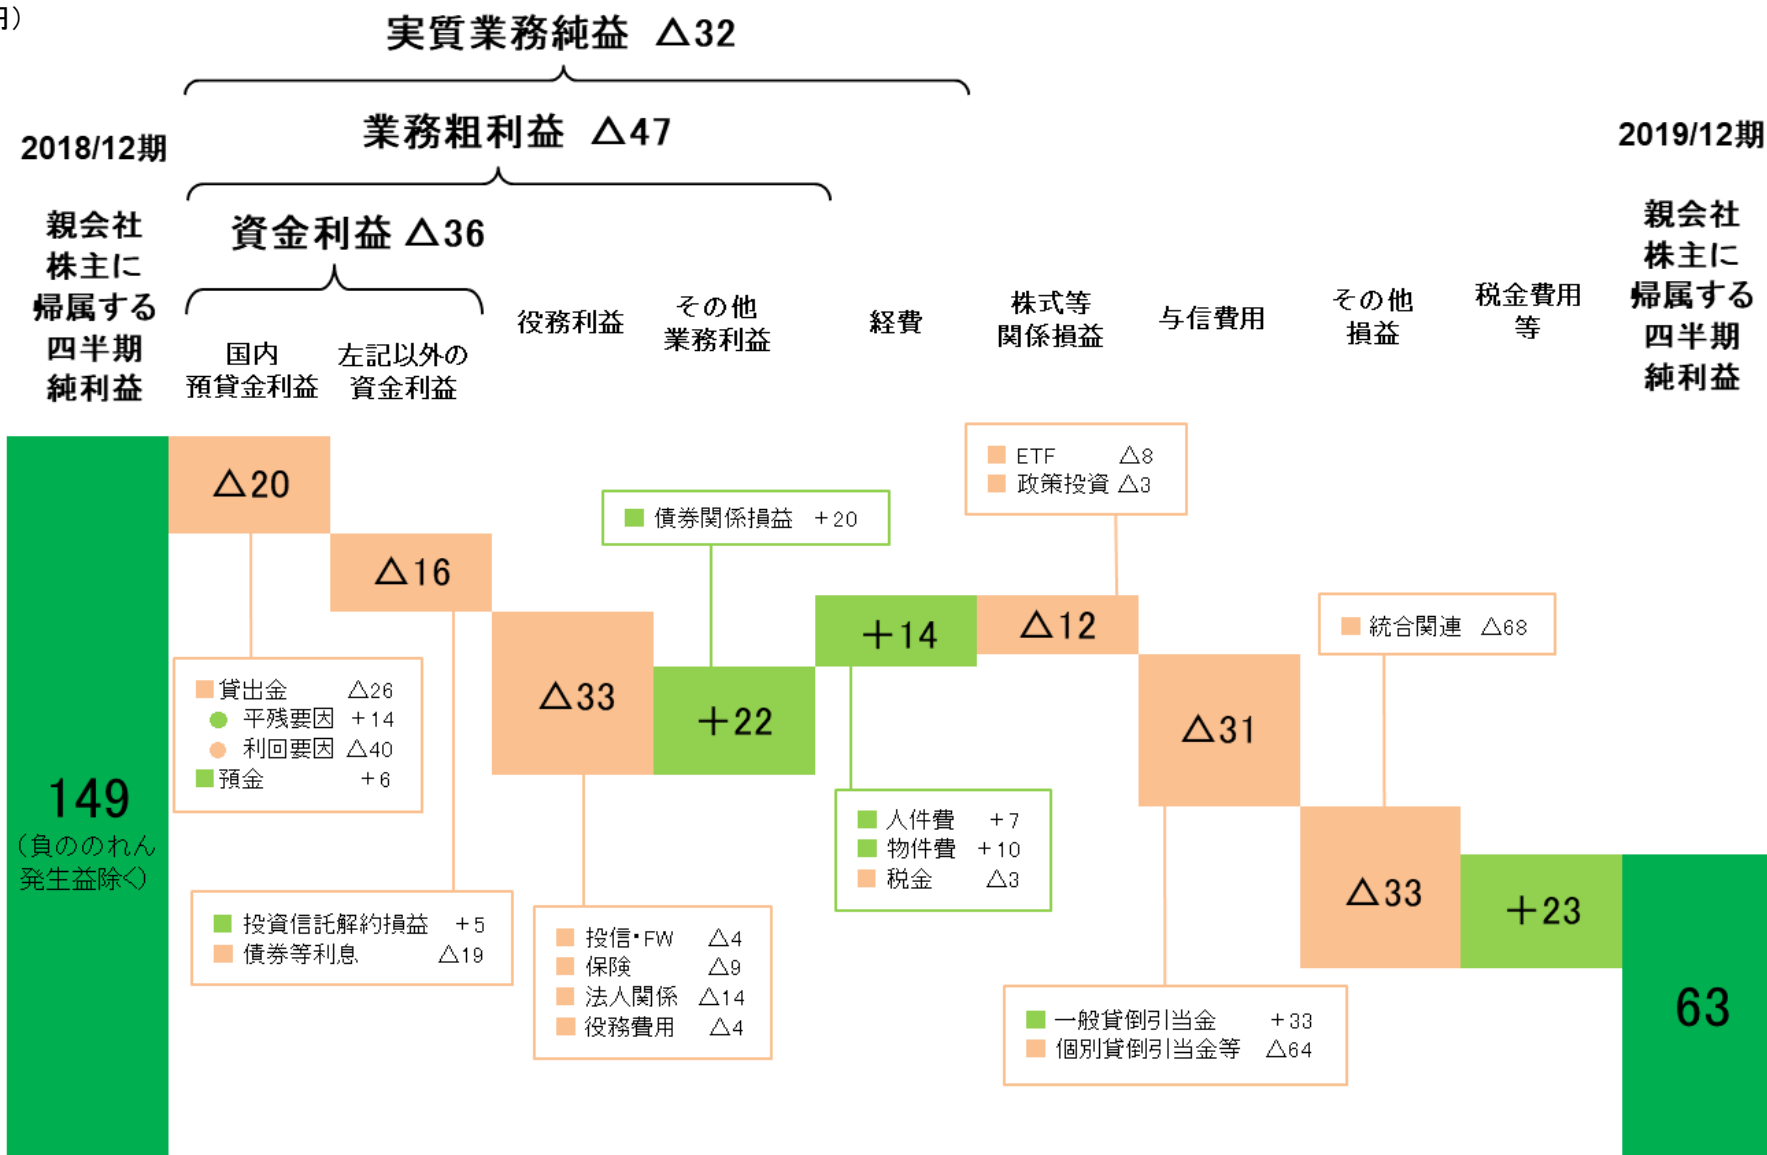 円）
実質業務純益 △32
業務粗利益 △47
資金利益 △36
2018/12期
親会社
株主に
帰属する
四半期
純利益
国内
預貸金利益
左記以外の
資金利益
役務利益
その他
業務利益
経費
株式等
関係損益
与信費用
その他
損益
税金費用
等
2019/12期
親会社
株主に
帰属する
四半期
純利益
149
（負ののれん
発生益除く）
△20
△16
△33
+22
+14
△12
△31
△33
+23
63
貸出金 △26
平残要因 +14
利回要因 △40
預金 +6
投資信託解約損益 +5
債券等利息 △19
投信・FW △4
保険 △9
法人関係 △14
役務費用 △4
債券関係損益 +20
人件費 +7
物件費 +10
税金 △3
ETF △8
政策投資 △3
一般貸倒引当金 +33
個別貸倒引当金等 △64
統合関連 △68